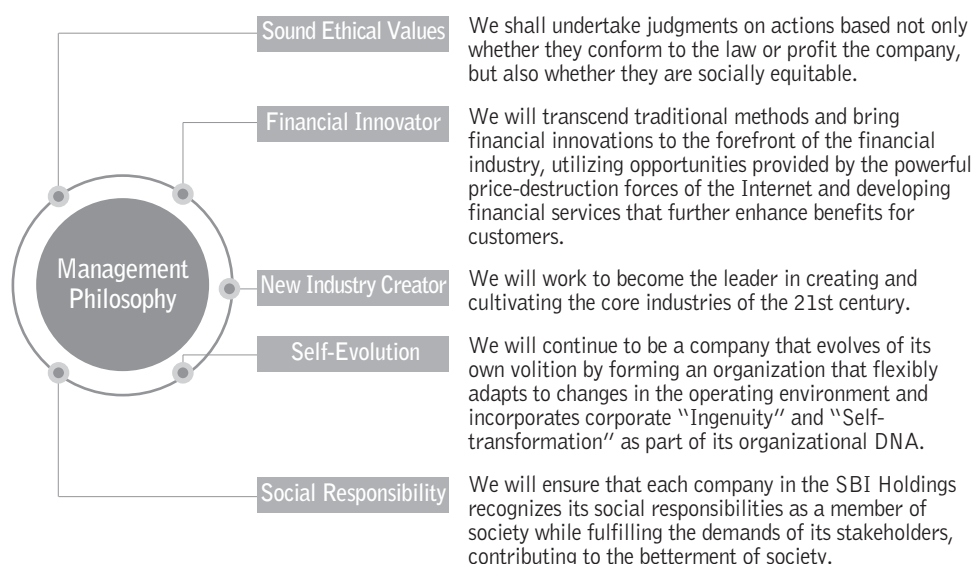 Management
Philosophy
Sound Ethical Values
We shall undertake judgments on actions based not only
whether they conform to the law or profit the company,
but also whether they are socially equitable.
Financial Innovator
We will transcend traditional methods and bring
financial innovations to the forefront of the financial
industry, utilizing opportunities provided by the powerful
price-destruction forces of the Internet and developing
financial services that further enhance benefits for
customers.
New Industry Creator
We will work to become the leader in creating and
cultivating the core industries of the 21st century.
Self-Evolution
We will continue to be a company that evolves of its
own volition by forming an organization that flexibly
adapts to changes in the operating environment and
incorporates corporate “Ingenuity” and “Self-
transformation” as part of its organizational DNA.
Social Responsibility
We will ensure that each company in the SBI Holdings
recognizes its social responsibilities as a member of
society while fulfilling the demands of its stakeholders,
contributing to the betterment of society.